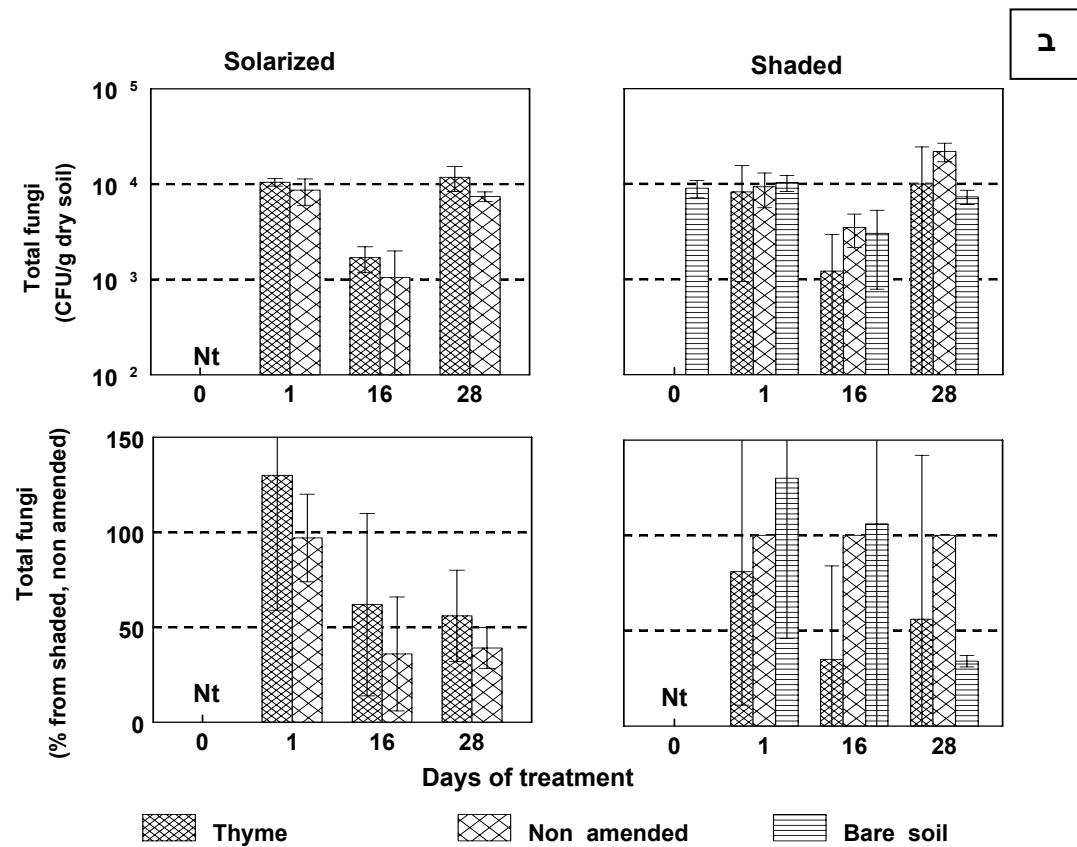 ב
Solarized
Shaded
Total fungi
(CFU/g dry soil)
10 5
10 4
10 3
10 2
Nt
0 1 16 28
0 1 16 28
Total fungi
(% from shaded, non amended)
150
100
50
0
Nt
Nt
0 1 16 28
0 1 16 28
Days of treatment
Thyme Non amended Bare soil